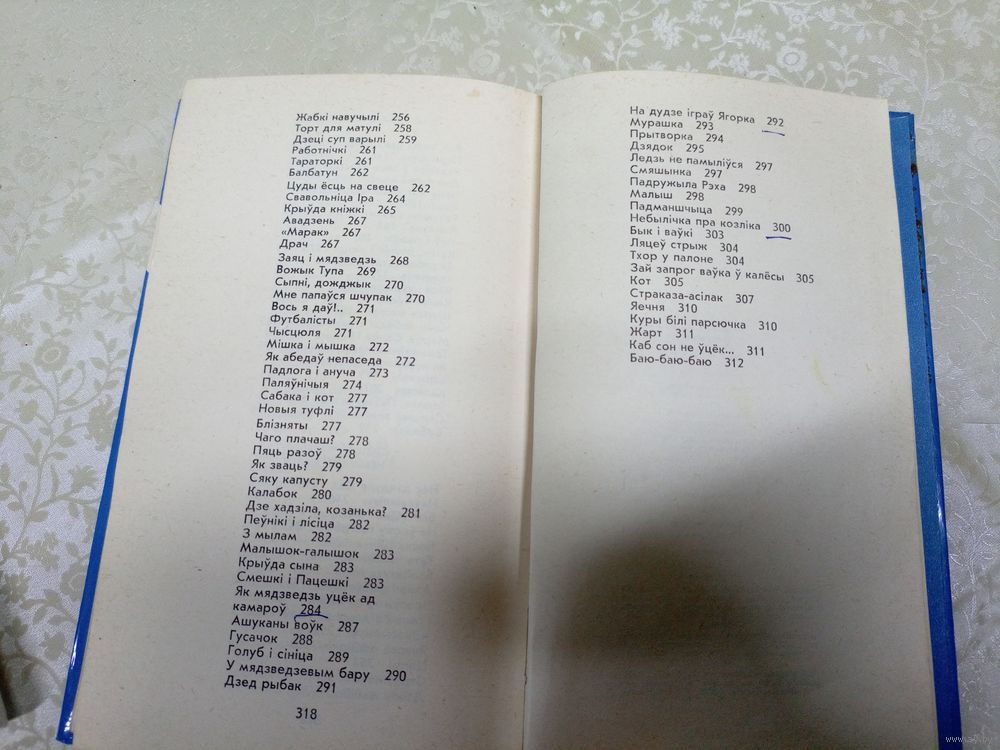 Жабкі навучылі 256
Торт для матулі 258
Дзеці суп варылі 259
Работнічкі 261
Тараторкі 261
Балбатун 262
Цуды ёсць на свеце 262
Свавольніца Іра 264
Крыўда кніжкі 265
Авадзень 267
«Марак» 267
Драч 267
Заяц і мядзведзь 268
Вожык Тупа 269
Сыпні, дожджык 270
Мне папаўся шчупак 270
Вось я даў!.. 271
Футбалісты 271
Чысцюля 271
Мішка і мышка 272
Як абедаў непаседа 272
Падлога і ануча 273
Паляўнічыя 274
Сабака і кот 277
Новыя туфлі 277
Блізняты 277
Чаго плачаш? 278
Пяць разоў 278
Як зваць? 279
Сяку капусту 279
Калабок 280
Дзе хадзіла, козанька? 281
Пеўнікі і лісіца 282
З мылам 282
Малышок-галышок 283
Крыўда сына 283
Смешкі і Пацешкі 283
Як мядзведзь уцёк ад
камароў 284
Ашуканы воўк 287
Гусачок 288
Голуб і сініца 289
У мядзведзевым бару 290
Дзед рыбак 291
318
На дудзе іграў Ягорка 292
Мурашка 293
Прытворка 294
Дзядок 295
Ледзь не памыліўся 297
Смяшынка 297
Падружыла Рэха 298
Малыш 298
Падманшчыца 299
Небылічка пра козліка 300
Бык і ваўкі 303
Ляцеў стрыж 304
Тхор у палоне 304
Зай запрог ваўка ў калёсы 305
Кот 305
Страказа-асілак 307
Яечня 310
Куры білі парсючка 310
Жарт 311
Каб сон не ўцёк... 311
Баю-баю-баю 312